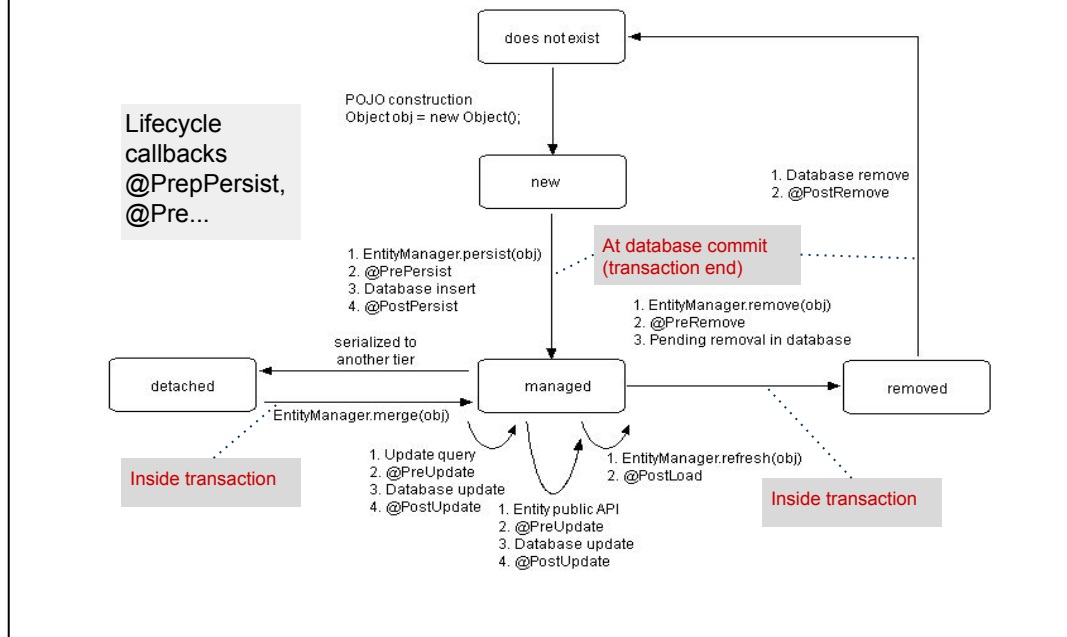 does not exist
POJO construction
Object obj = new Object();
Lifecycle
callbacks
@PrepPersist,
@Pre...
new
1. Database remove
2. @PostRemove
At database commit
(transaction end)
1. EntityManager.persist(obj)
2. @PrePersist
3. Database insert
4. @PostPersist
1. EntityManager.remove(obj)
2. @PreRemove
3. Pending removal in database
serialized to
another tier
detached
managed
removed
EntityManager.merge(obj)
Inside transaction
1. Update query
2. @PreUpdate
3. Database update
4. @PostUpdate
1. EntityManager.refresh(obj)
2. @PostLoad
Inside transaction
1. Entity public API
2. @PreUpdate
3. Database update
4. @PostUpdate